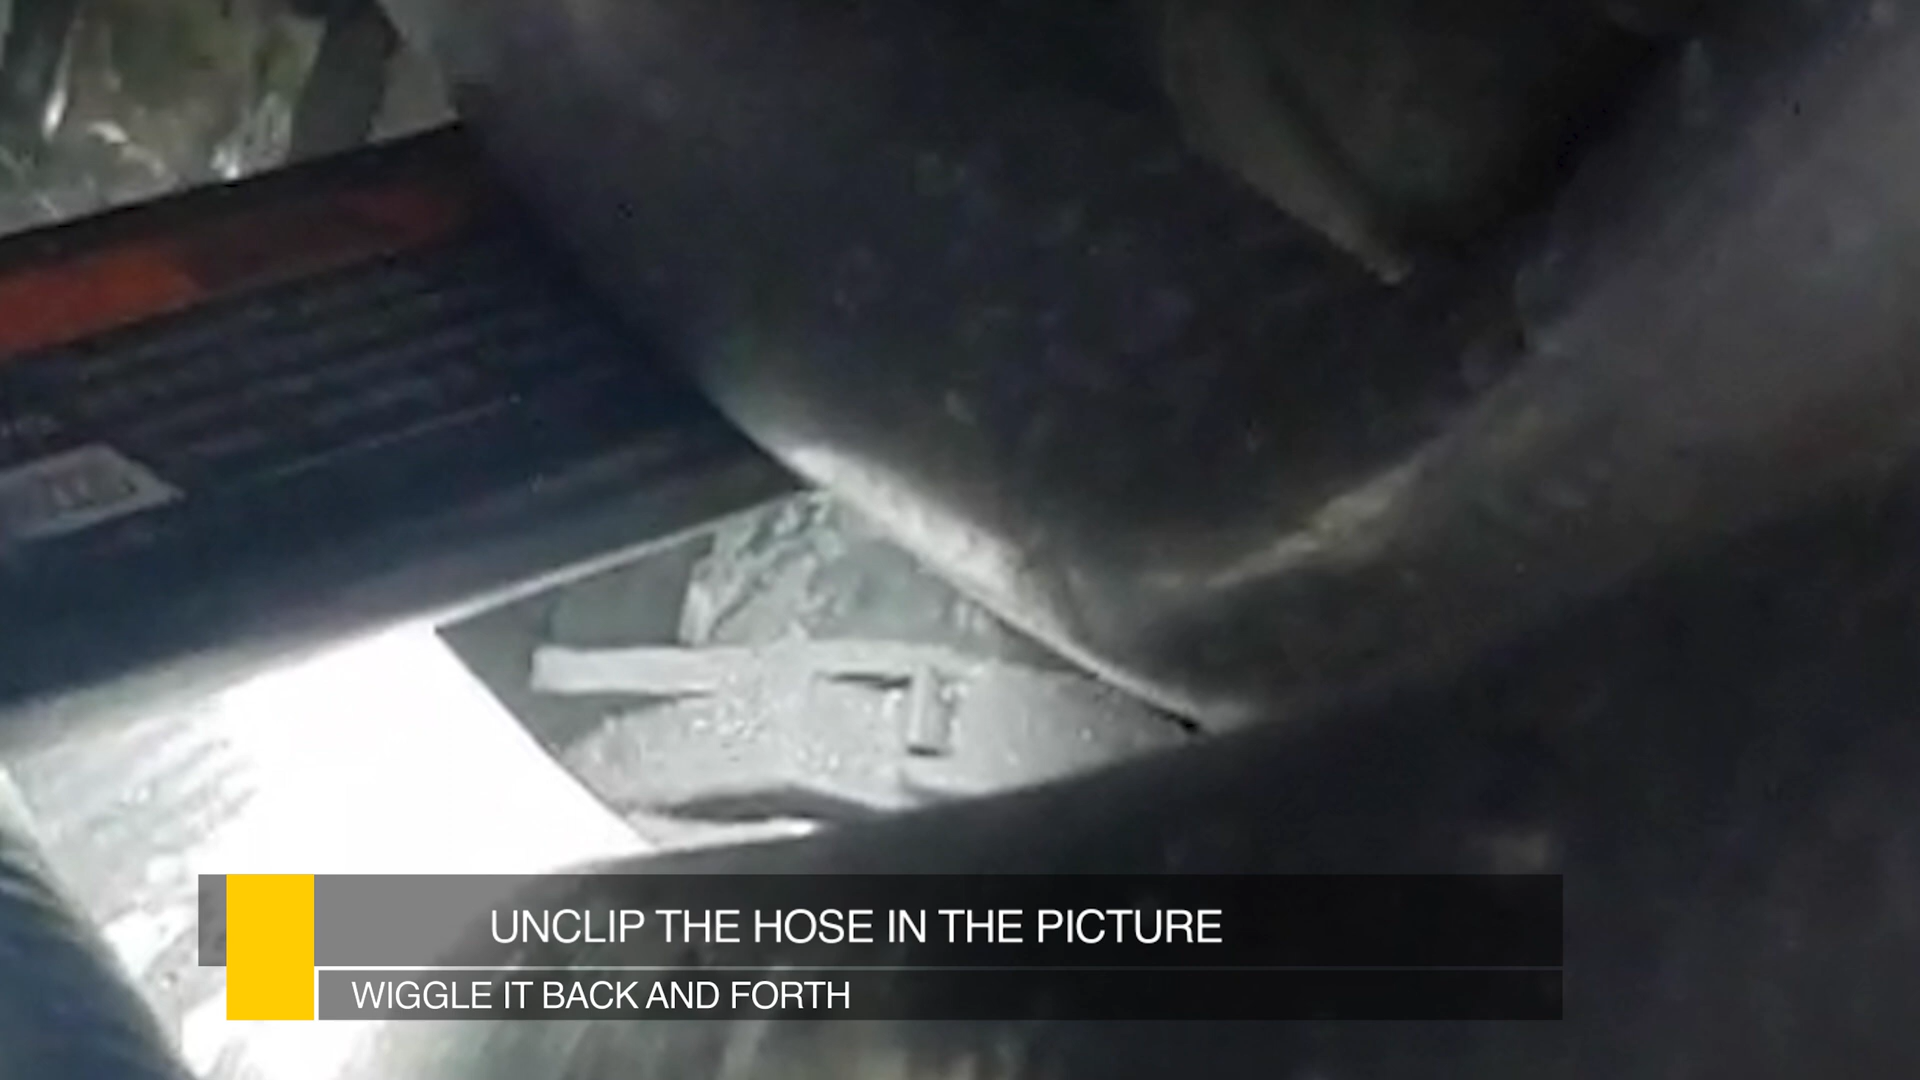 UNCLIP THE HOSE IN THE PICTURE
WIGGLE IT BACK AND FORTH